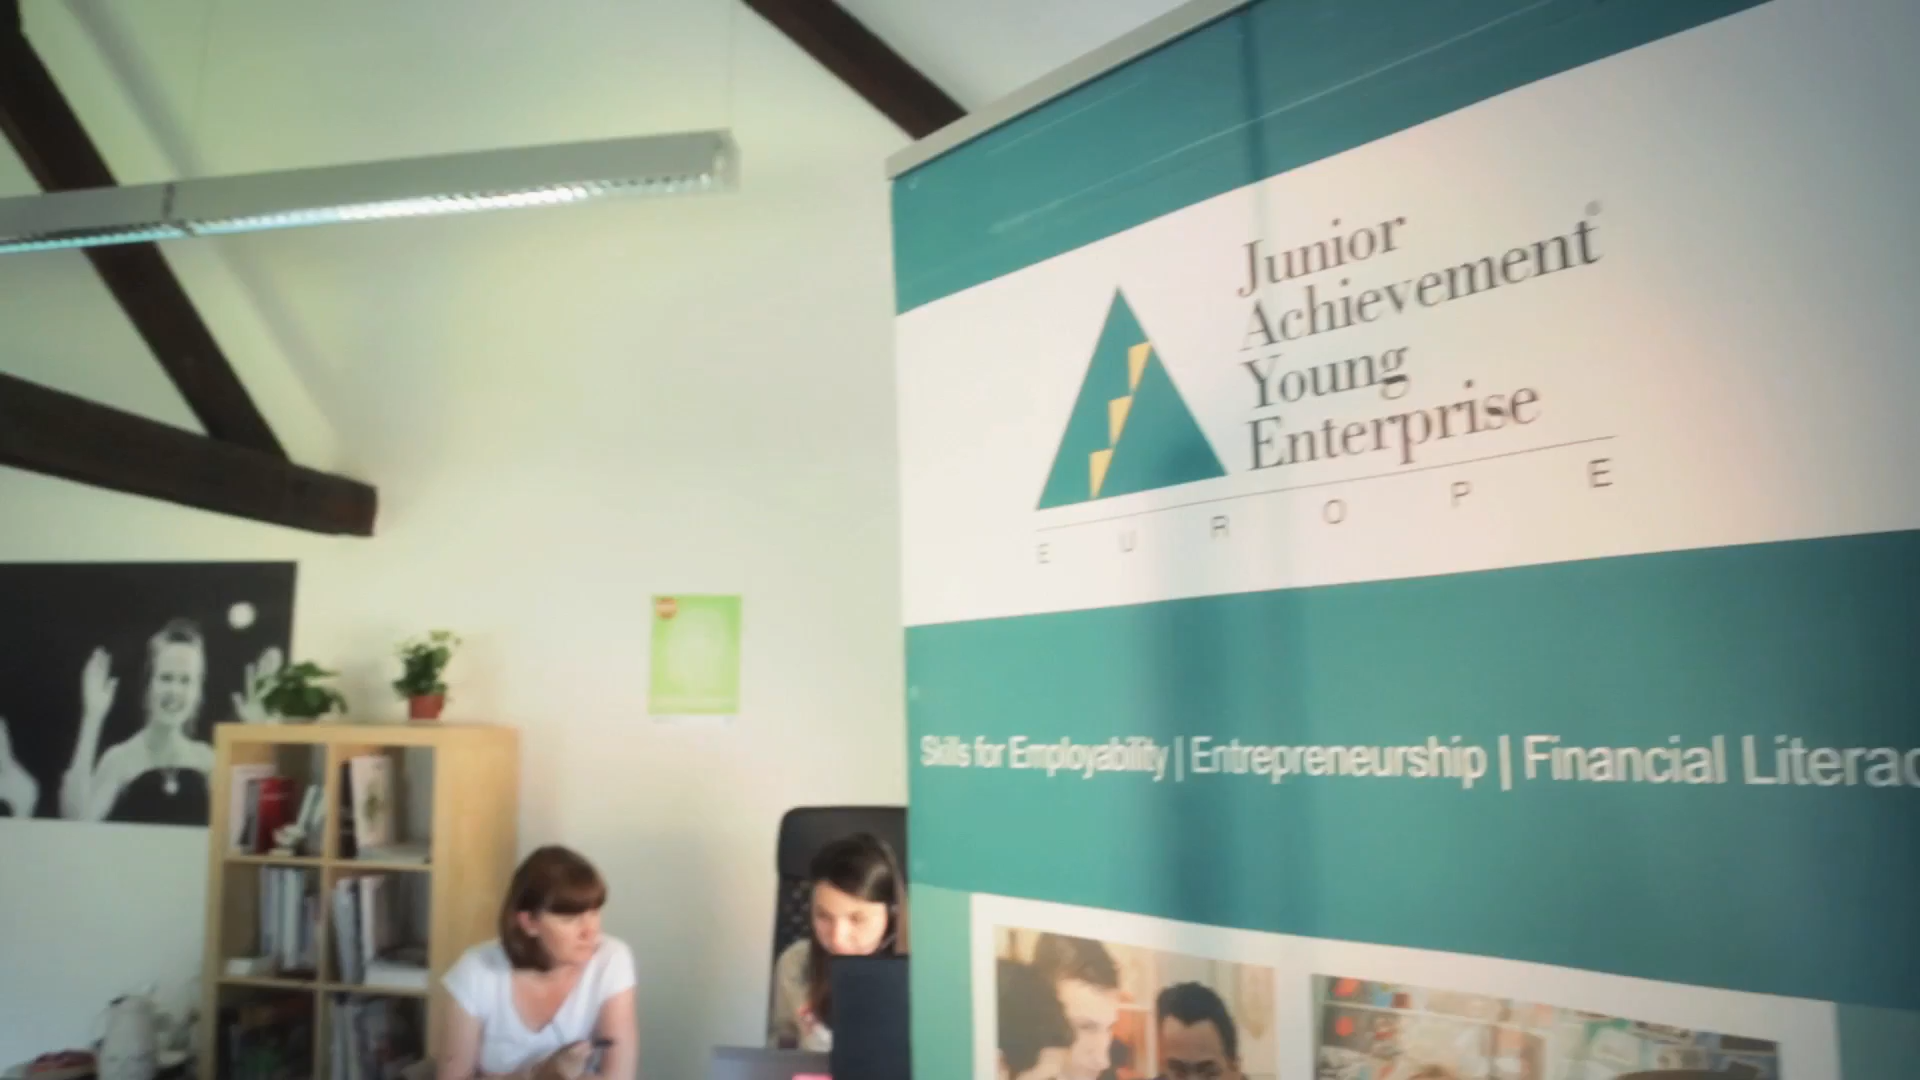 Junior
Achievement®
Young
Enterprise
EUROPE
Skills for Employability | Entrepreneurship | Financial Literac